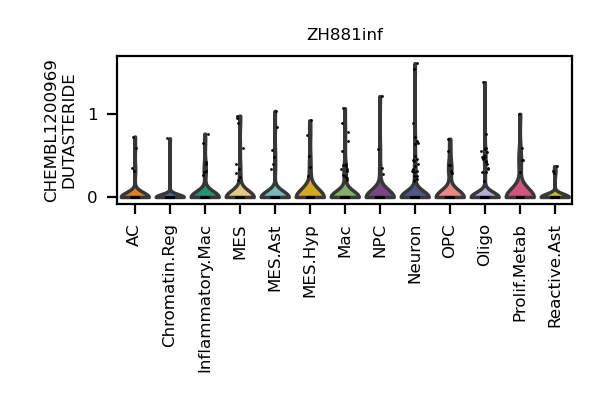 ZH881inf
CHEMBL1200969
DUTASTERIDE
1
0
AC
Chromatin.Reg
Inflammatory.Mac
MES
MES.Ast
MES.Hyp
Mac
NPC
Neuron
OPC
Oligo
Prolif.Metab
Reactive.Ast